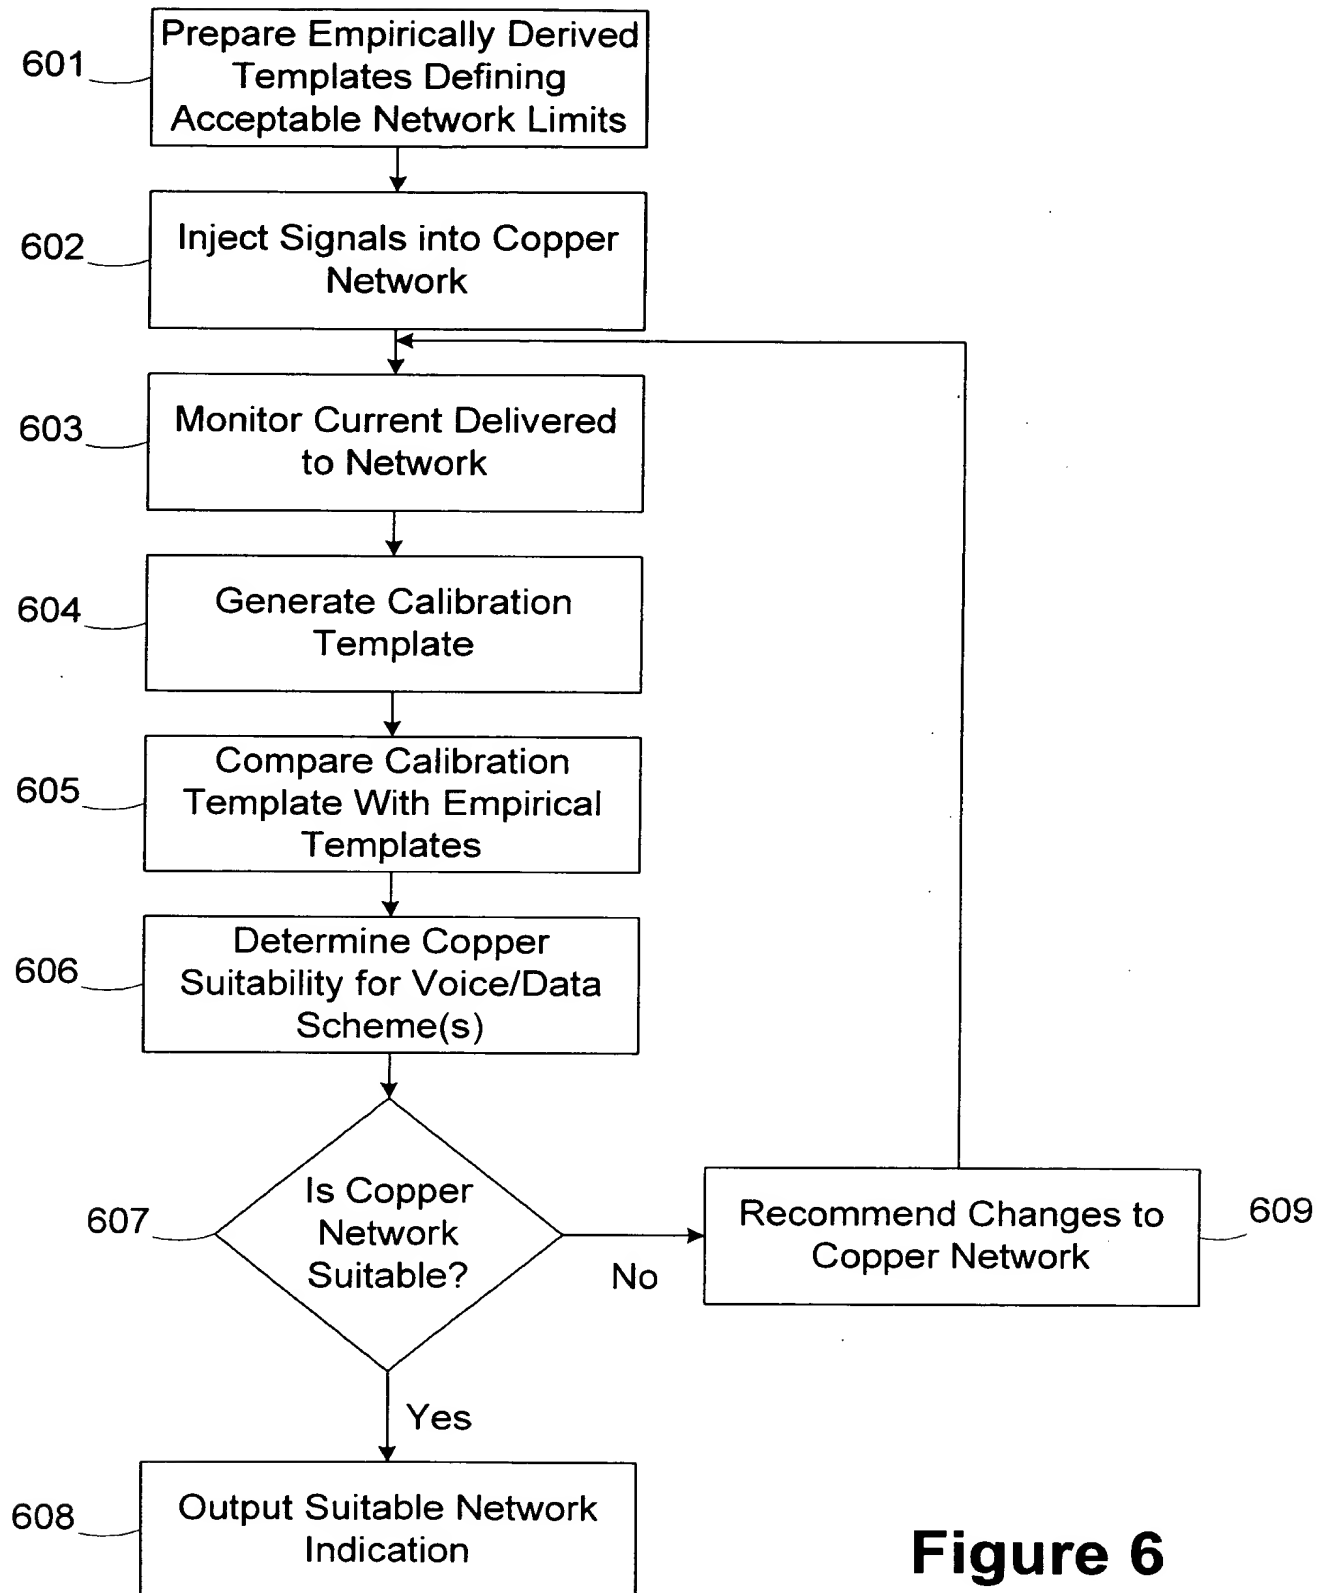 601
Prepare Empirically Derived
Templates Defining
Acceptable Network Limits
602
Inject Signals into Copper
Network
603
Monitor Current Delivered
to Network
604
Generate Calibration
Template
605
Compare Calibration
Template With Empirical
Templates
606
Determine Copper
Suitability for Voice/Data
Scheme(s)
607
Is Copper
Network
Suitable?
No
Recommend Changes to
Copper Network
609
Yes
608
Output Suitable Network
Indication
Figure 6